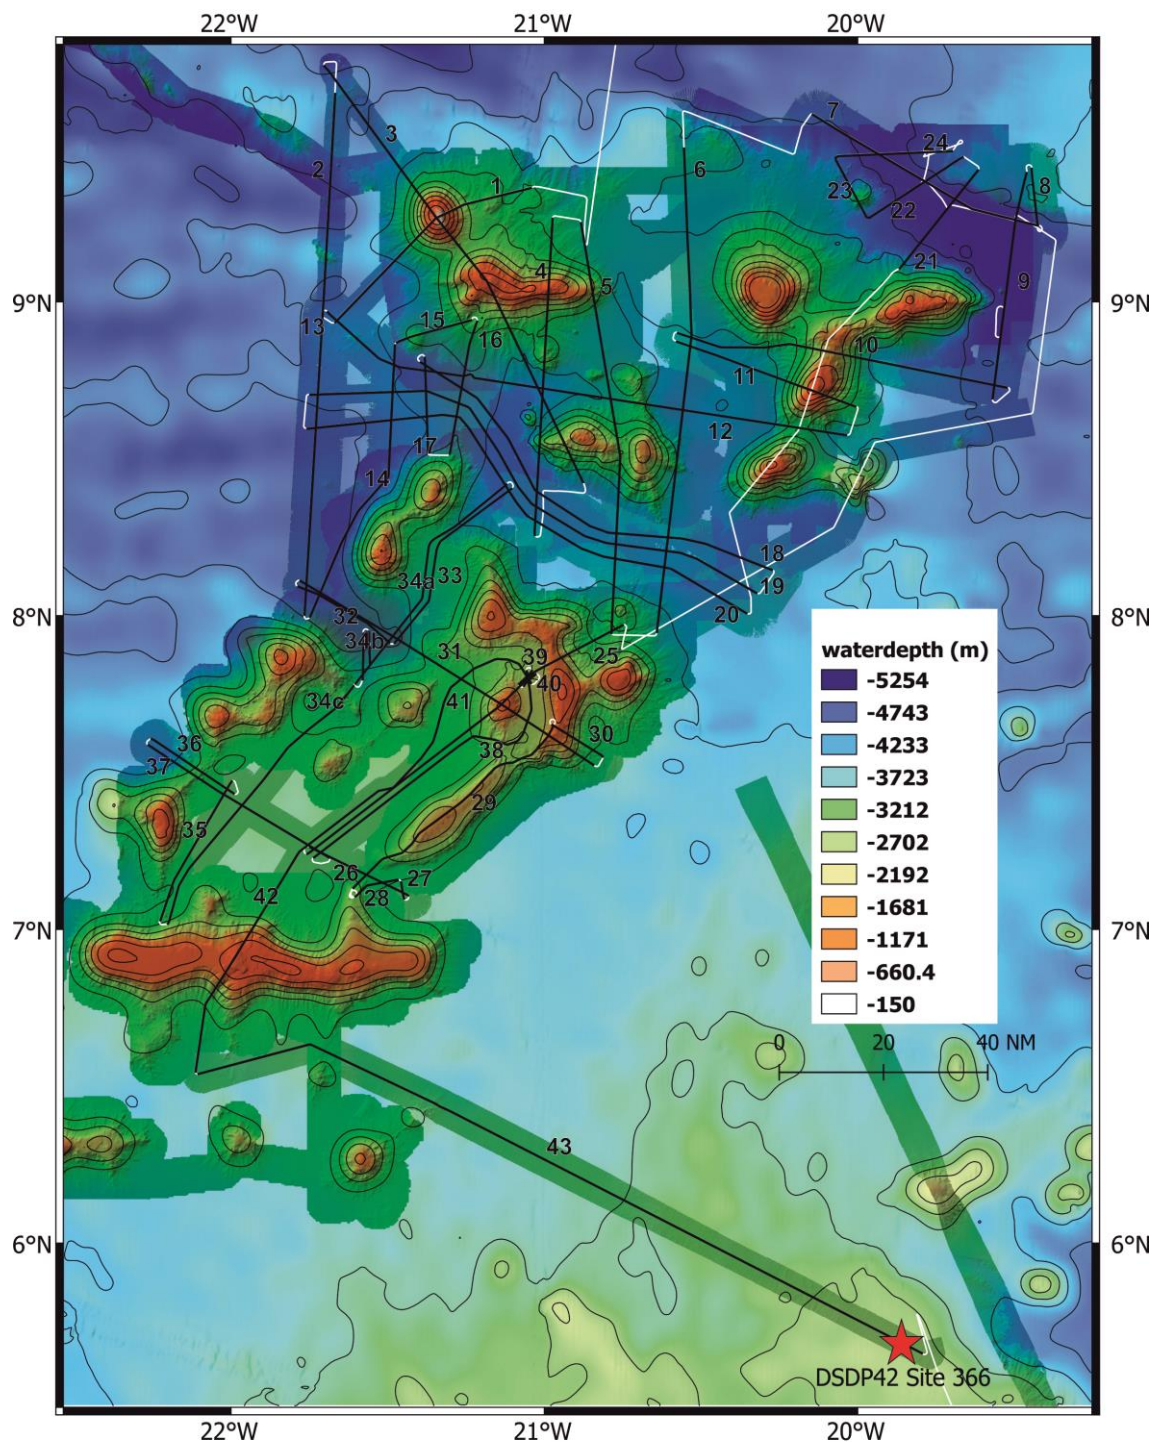 22°W 21°W 20°W
7
3
24
2 6
1 23 8
22
4 21
5 9
9°N 9°N
13 15
16 10
11
12
17
14
18
34a 33 19
32 20
8°N 8°N
34b
31 39 25
40
34c 41
36 30
37 38
29
35
26 27
42 28
7°N 7°N
waterdepth (m)
-5254
-4743
-4233
-3723
-3212
-2702
-2192
-1681
-1171
-660.4
-150
0 20 40 NM
43
6°N 6°N
DSDP42 Site 366
22°W 21°W 20°W